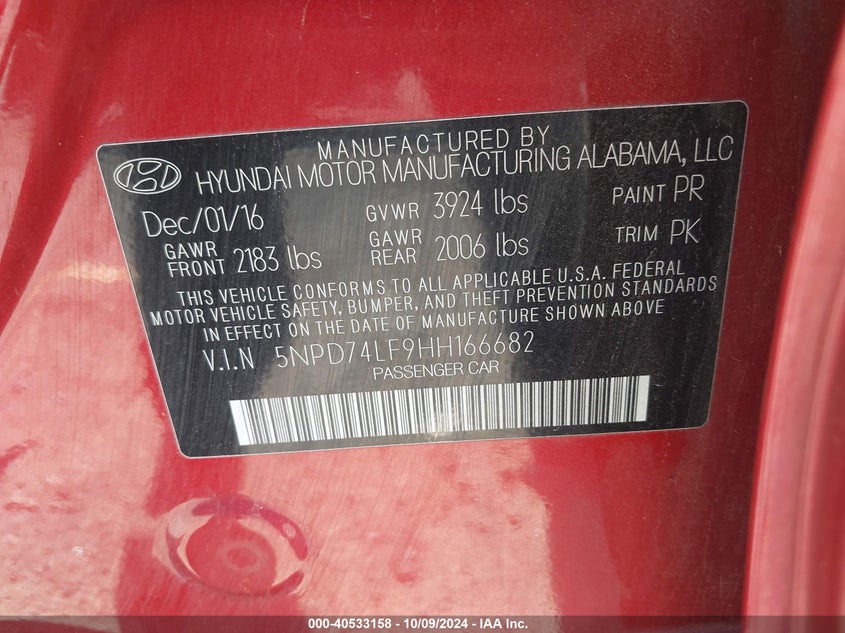 MANUFACTURED BY
HYUNDAI MOTOR MANUFACTURING ALABAMA, LLC
Dec/01/16 GVWR 3924 lbs PAINT PR
GAWR FRONT 2183 lbs GAWR REAR 2006 lbs TRIM PK
THIS VEHICLE CONFORMS TO ALL APPLICABLE U.S.A. FEDERAL
MOTOR VEHICLE SAFETY, BUMPER, AND THEFT PREVENTION STANDARDS
IN EFFECT ON THE DATE OF MANUFACTURE SHOWN ABOVE
V.I.N 5NPD74LF9HH166682
PASSENGER CAR
000-40533158 - 10/09/2024 - IAA Inc.